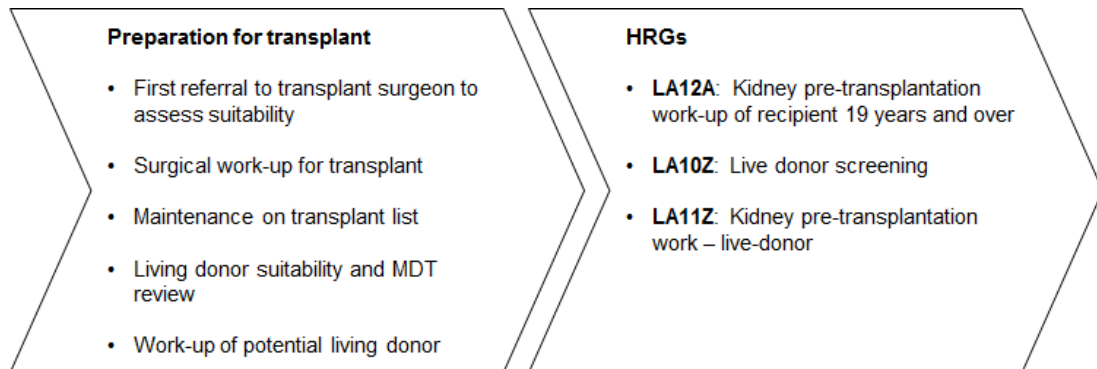 Preparation for transplant
• First referral to transplant surgeon to
assess suitability
• Surgical work-up for transplant
• Maintenance on transplant list
• Living donor suitability and MDT
review
• Work-up of potential living donor
HRGs
• LA12A: Kidney pre-transplantation
work-up of recipient 19 years and over
• LA10Z: Live donor screening
• LA11Z: Kidney pre-transplantation
work – live-donor